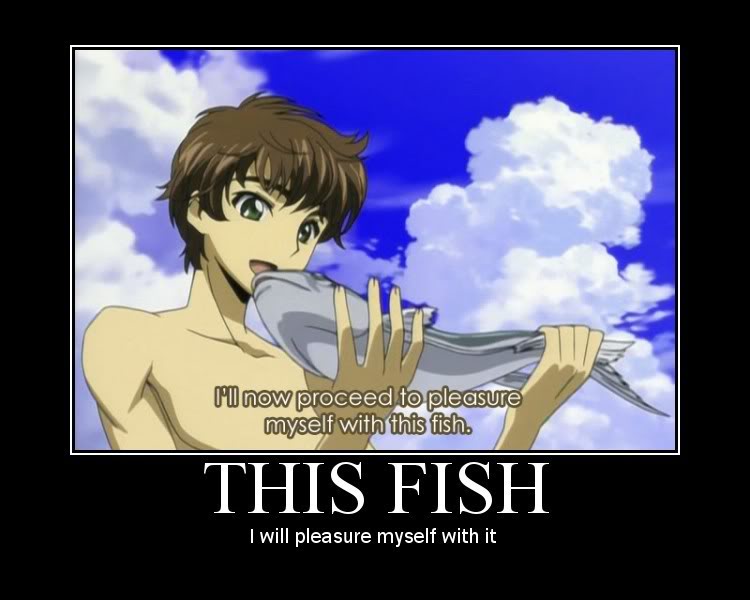 I'll now proceed to pleasure
myself with this fish.
THIS FISH
I will pleasure myself with it